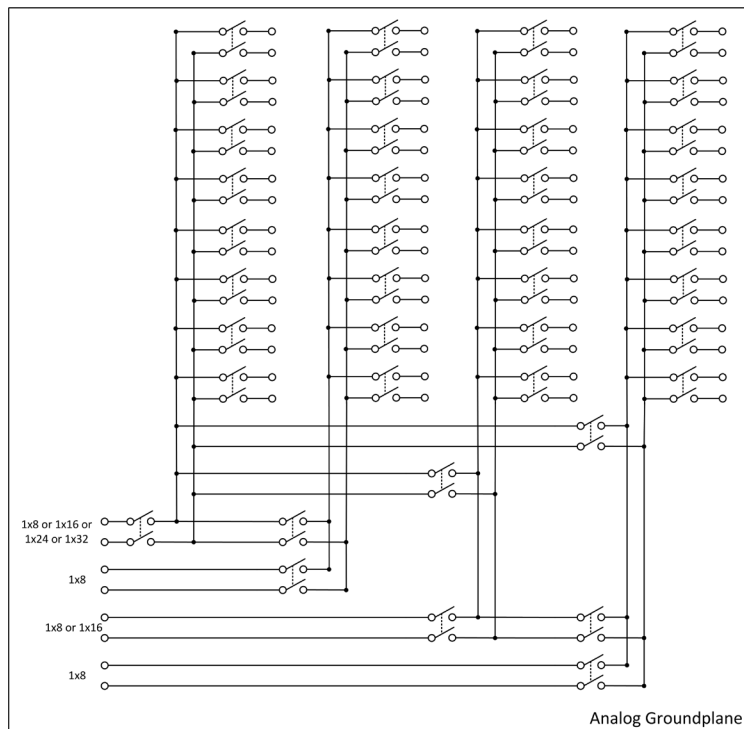 1x8 or 1x16 or
1x24 or 1x32
1x8
1x8 or 1x16
1x8
Analog Groundplane